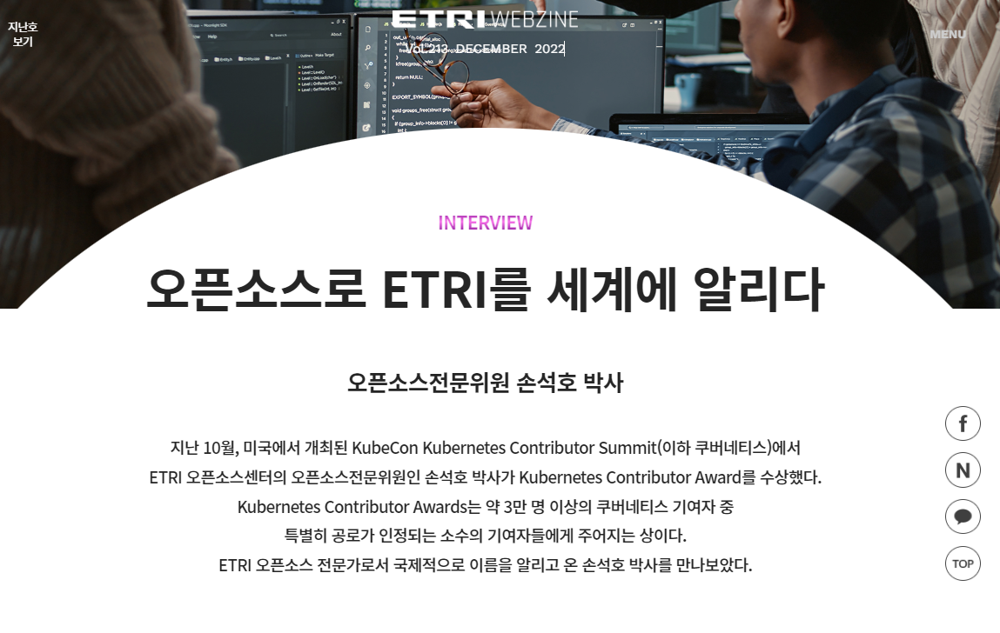 지난호
보기
ETRI WEBZINE
Vol.213 DECEMBER 2022
MENU
return NULL;
INTERVIEW
오픈소스로 ETRI를 세계에 알리다
오픈소스전문위원 손석호 박사
지난 10월, 미국에서 개최된 KubeCon Kubernetes Contributor Summit(이하 쿠버네티스)에서
ETRI 오픈소스센터의 오픈소스전문위원인 손석호 박사가 Kubernetes Contributor Award를 수상했다.
Kubernetes Contributor Awards는 약 3만 명 이상의 쿠버네티스 기여자 중
특별히 공로가 인정되는 소수의 기여자들에게 주어지는 상이다.
ETRI 오픈소스 전문가로서 국제적으로 이름을 알리고 온 손석호 박사를 만나보았다.
f
N
TOP